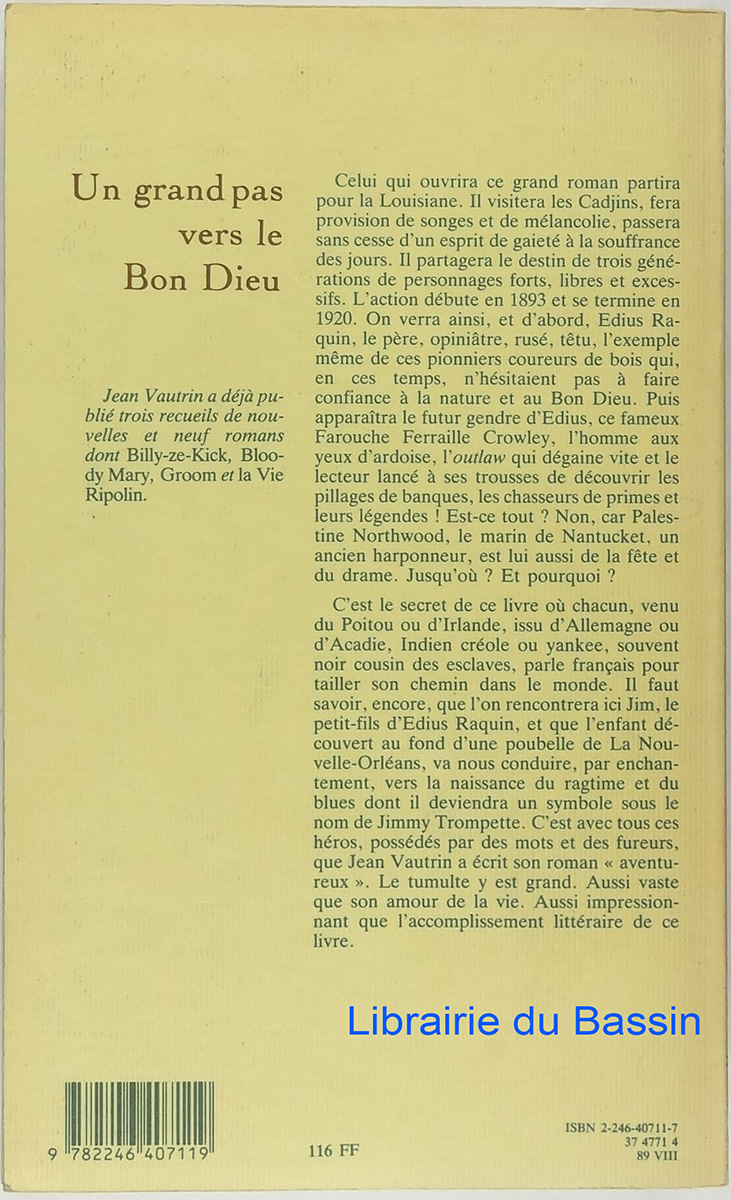 Un grand pas
vers le
Bon Dieu
Jean Vautrin a déjà pu-
blié trois recueils de nou-
velles et neuf romans
dont Billy-ze-Kick, Bloo-
dy Mary, Groom et la Vie
Ripolin.
Celui qui ouvrira ce grand roman partira
pour la Louisiane. Il visitera les Cadjins, fera
provision de songes et de mélancolie, passera
sans cesse d'un esprit de gaieté à la souffrance
des jours. Il partagera le destin de trois géné-
rations de personnages forts, libres et exces-
sifs. L'action débute en 1893 et se termine en
1920. On verra ainsi, et d'abord, Edius Ra-
quin, le père, opiniâtre, rusé, têtu, l'exemple
même de ces pionniers coureurs de bois qui,
en ces temps, n'hésitaient pas à faire
confiance à la nature et au Bon Dieu. Puis
apparaîtra le futur gendre d'Edius, ce fameux
Farouche Ferraille Crowley, l'homme aux
yeux d'ardoise, l'outlaw qui dégaine vite et le
lecteur lancé à ses trousses de découvrir les
pillages de banques, les chasseurs de primes et
leurs légendes ! Est-ce tout ? Non, car Pales-
tine Northwood, le marin de Nantucket, un
ancien harponneur, est lui aussi de la fête et
du drame. Jusqu'où ? Et pourquoi ?
C'est le secret de ce livre où chacun, venu
du Poitou ou d'Irlande, issu d'Allemagne ou
d'Acadie, Indien créole ou yankee, souvent
noir cousin des esclaves, parle français pour
tailler son chemin dans le monde. Il faut
savoir, encore, que l'on rencontrera ici Jim, le
petit-fils d'Edius Raquin, et que l'enfant dé-
couvert au fond d'une poubelle de La Nou-
velle-Orléans, va nous conduire, par enchan-
tement, vers la naissance du ragtime et du
blues dont il deviendra un symbole sous le
nom de Jimmy Trompette. C'est avec tous ces
héros, possédés par des mots et des fureurs,
que Jean Vautrin a écrit son roman « aventu-
reux ». Le tumulte y est grand. Aussi vaste
que son amour de la vie. Aussi impression-
nant que l'accomplissement littéraire de ce
livre.
Librairie du Bassin
9 782246 407119
116 FF
ISBN 2-246-40711-7
37 4771 4
89 VIII